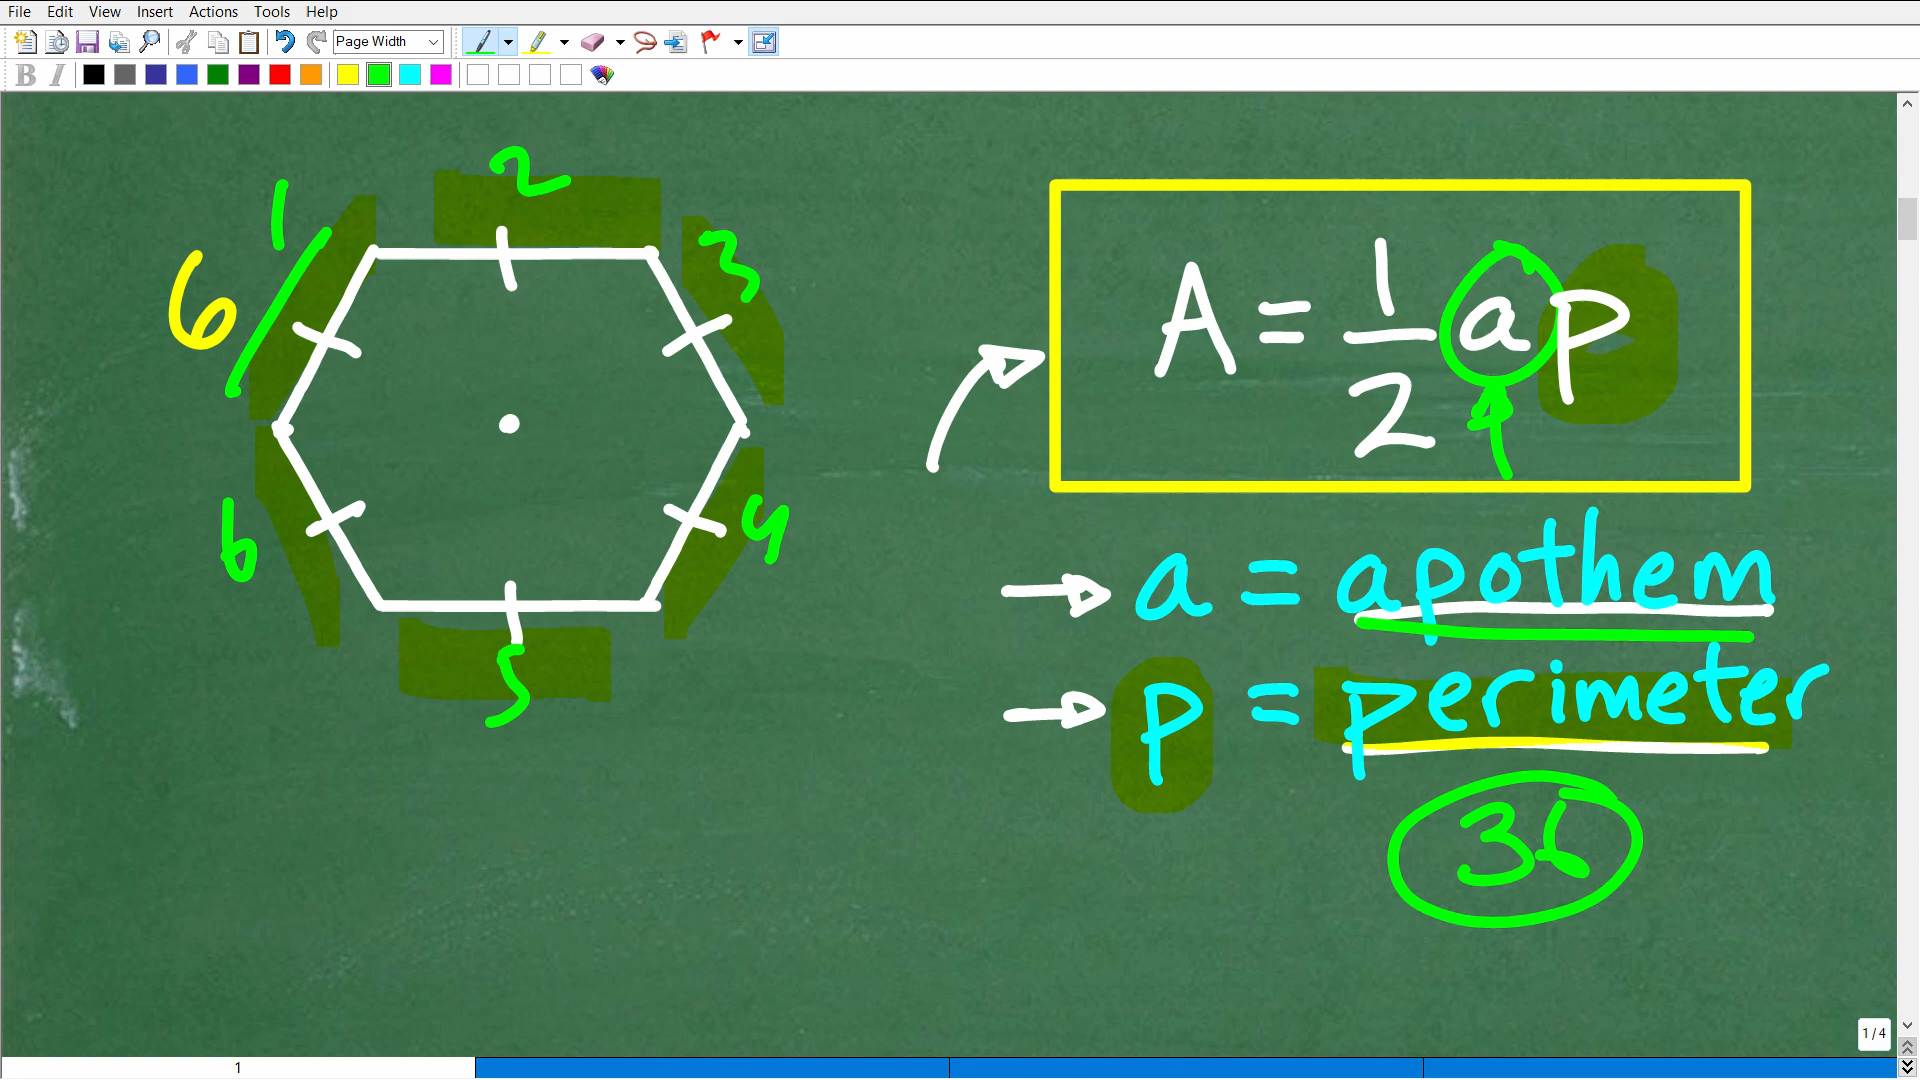 File Edit View Insert Actions Tools Help
Page Width
B I
1
2
3
6
6
4
5
A = 1/2 a p
a = apothem
p = perimeter
36
1 / 4
1